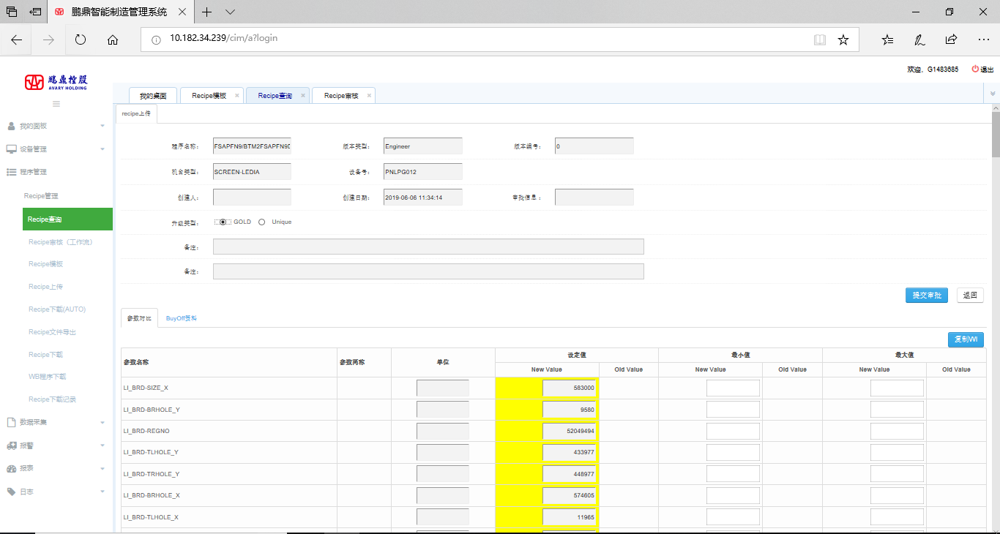 鹏鼎智能制造管理系统
10.182.34.239/cim/a?login
欢迎，G1483685 退出
鹏鼎控股
AVARY HOLDING
我的桌面 Recipe模板 Recipe查询 Recipe审核
recipe上传
我的面板
设备管理
程序管理
Recipe管理
Recipe查询
Recipe审核（工作流）
Recipe模板
Recipe上传
Recipe下载(AUTO)
Recipe文件导出
Recipe下载
WB程序下载
Recipe下载记录
数据采集
报警
报表
日志
程序名称： FSAPFN9/BTM2FSAPFN9D 版本类型： Engineer 版本编号： 0
机台类型： SCREEN-LEDIA 设备号： PNLPG012
创建人： 创建日期： 2019-06-06 11:34:14 审批信息：
升级类型： GOLD Unique
备注：
备注：
提交审批 返回
参数对比 BuyOff资料
复制WI
参数名称 参数简称 单位 设定值 最小值 最大值
New Value Old Value New Value Old Value New Value Old Value
LI_BRD-SIZE_X 583000
LI_BRD-BRHOLE_Y 9580
LI_BRD-REGNO 52049494
LI_BRD-TLHOLE_Y 433977
LI_BRD-TRHOLE_Y 448977
LI_BRD-BRHOLE_X 574605
LI_BRD-TLHOLE_X 11965